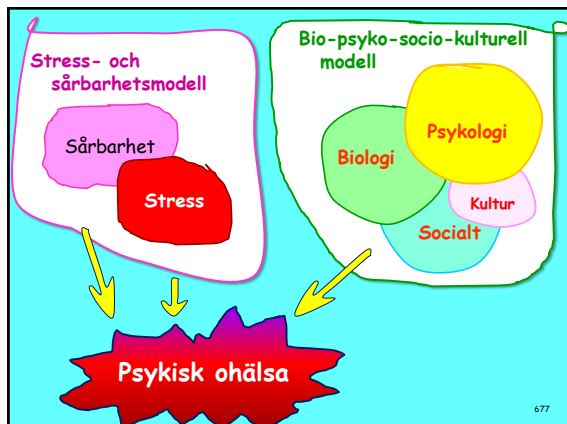 Stress- och
sårbarhetsmodell
Sårbarhet
Stress
Bio-psyko-socio-kulturell
modell
Psykologi
Biologi
Kultur
Socialt
Psykisk ohälsa
677